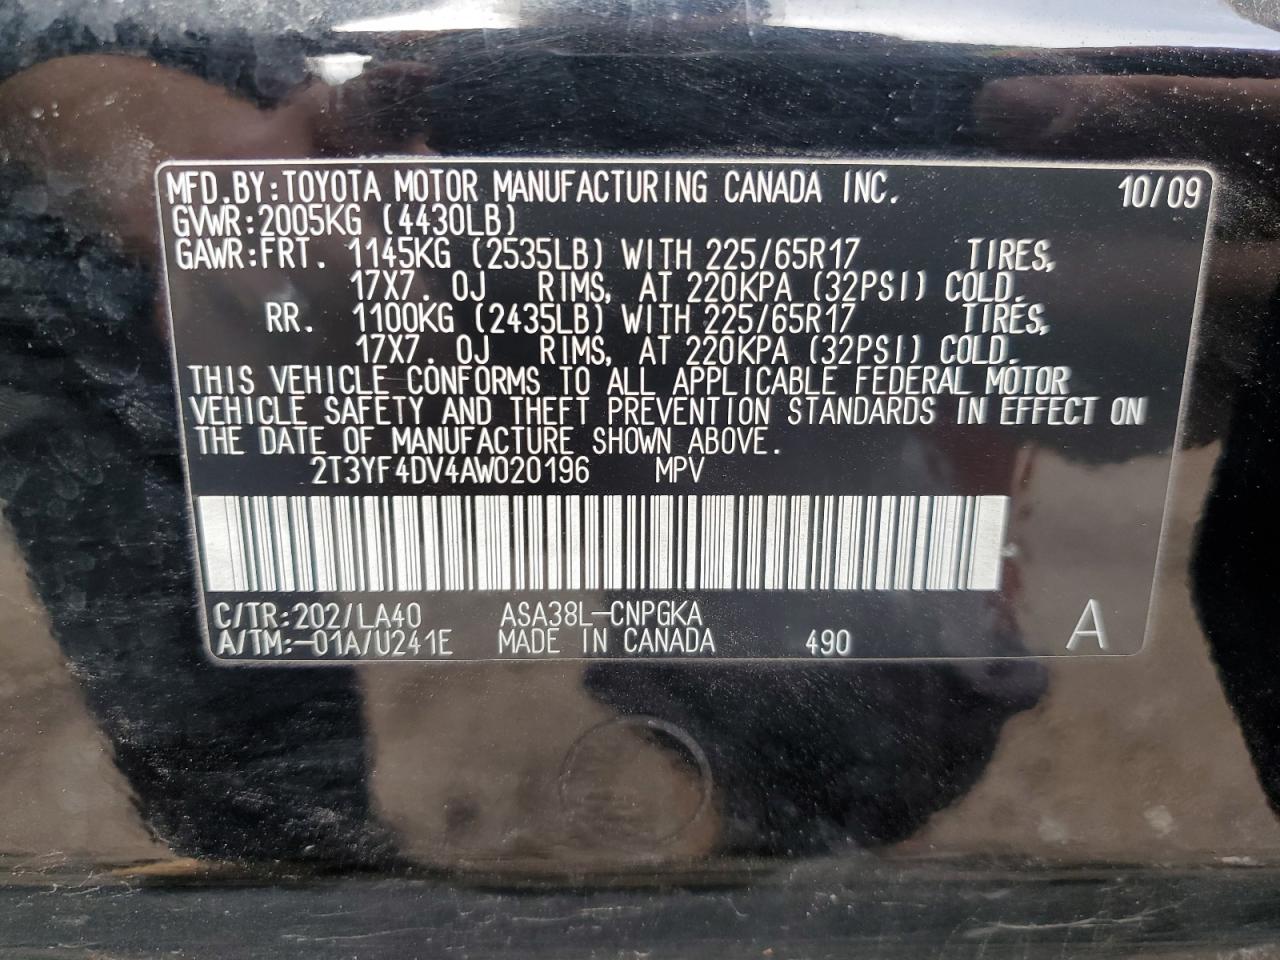 MFD.BY:TOYOTA MOTOR MANUFACTURING CANADA INC. 10/09
GVWR:2005KG (4430LB)
GAWR:FRT. 1145KG (2535LB) WITH 225/65R17 TIRES,
17X7.0J RIMS, AT 220KPA (32PSI) COLD.
RR. 1100KG (2435LB) WITH 225/65R17 TIRES,
17X7.0J RIMS, AT 220KPA (32PSI) COLD.
THIS VEHICLE CONFORMS TO ALL APPLICABLE FEDERAL MOTOR
VEHICLE SAFETY AND THEFT PREVENTION STANDARDS IN EFFECT ON
THE DATE OF MANUFACTURE SHOWN ABOVE.
2T3YF4DV4AW020196 MPV
C/TR:202/LA40 ASA38L-CNPGKA
A/TM:-01A/U241E MADE IN CANADA 490 A